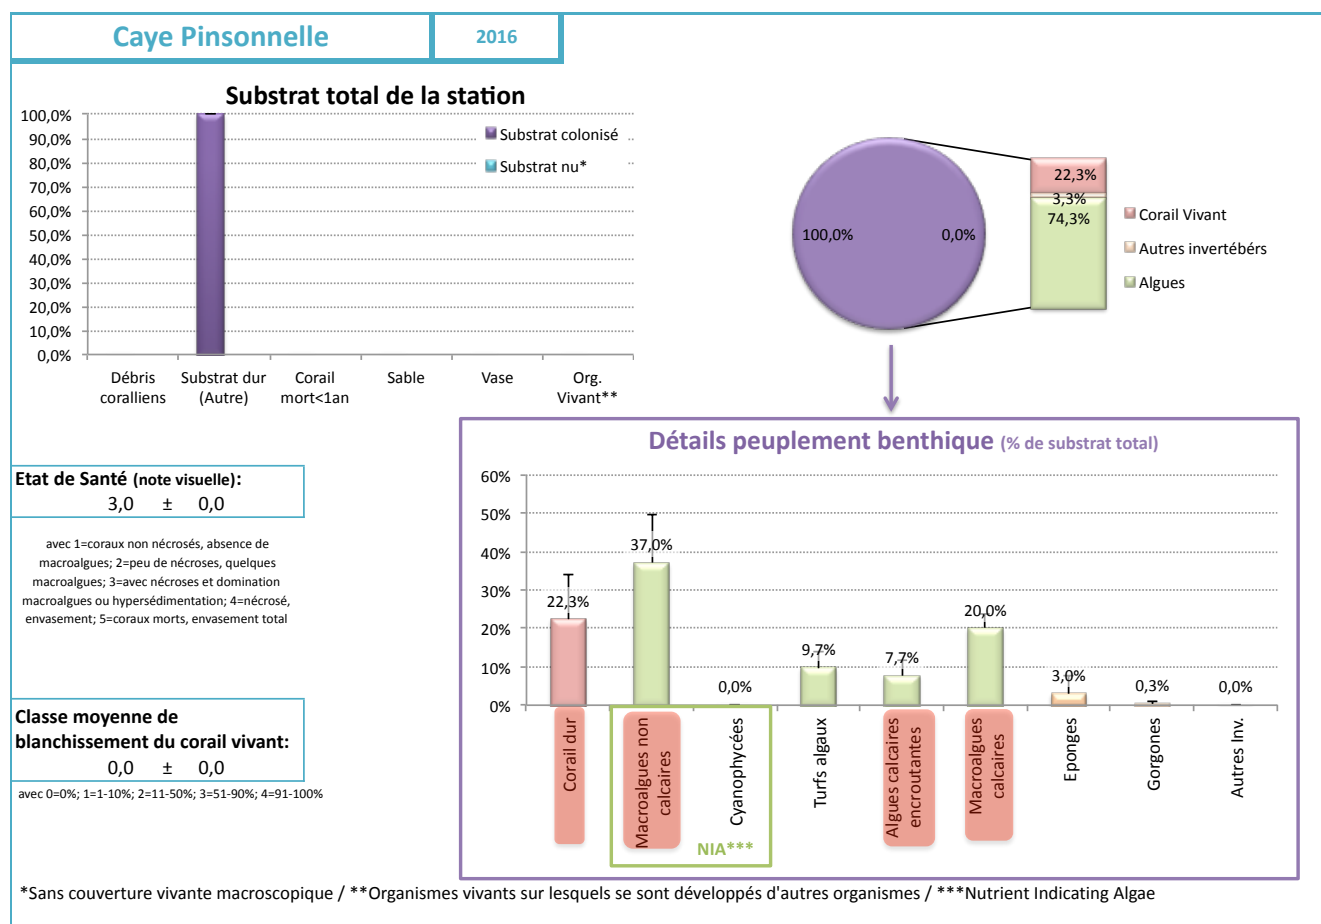 Caye Pinsonnelle
2016
Substrat total de la station
100,0%
90,0%
80,0%
70,0%
60,0%
50,0%
40,0%
30,0%
20,0%
10,0%
0,0%
Substrat colonisé
Substrat nu*
Débris coralliens
Substrat dur (Autre)
Corail mort<1an
Sable
Vase
Org. Vivant**
100,0%
0,0%
22,3%
3,3%
74,3%
Corail Vivant
Autres invertébérs
Algues
Etat de Santé (note visuelle):
3,0 ± 0,0
avec 1=coraux non nécrosés, absence de
macroalgues; 2=peu de nécroses, quelques
macroalgues; 3=avec nécroses et domination
macroalgues ou hypersédimentation; 4=nécrosé,
envasement; 5=coraux morts, envasement total
Classe moyenne de
blanchissement du corail vivant:
0,0 ± 0,0
avec 0=0%; 1=1-10%; 2=11-50%; 3=51-90%; 4=91-100%
Détails peuplement benthique (% de substrat total)
60%
50%
40%
30%
20%
10%
0%
22,3%
37,0%
0,0%
9,7%
7,7%
20,0%
3,0%
0,3%
0,0%
Corail dur
Macroalgues non
calcaires
Cyanophycées
Turfs algaux
Algues calcaires
encroutantes
Macroalgues
calcaires
Eponges
Gorgones
Autres Inv.
NIA***
*Sans couverture vivante macroscopique / **Organismes vivants sur lesquels se sont développés d'autres organismes / ***Nutrient Indicating Algae